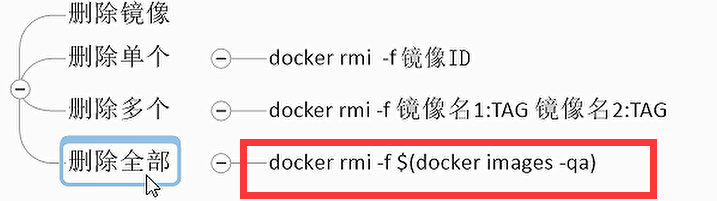 删除镜像
删除单个 docker rmi -f 镜像ID
删除多个 docker rmi -f 镜像名1:TAG 镜像名2:TAG
删除全部 docker rmi -f $(docker images -qa)